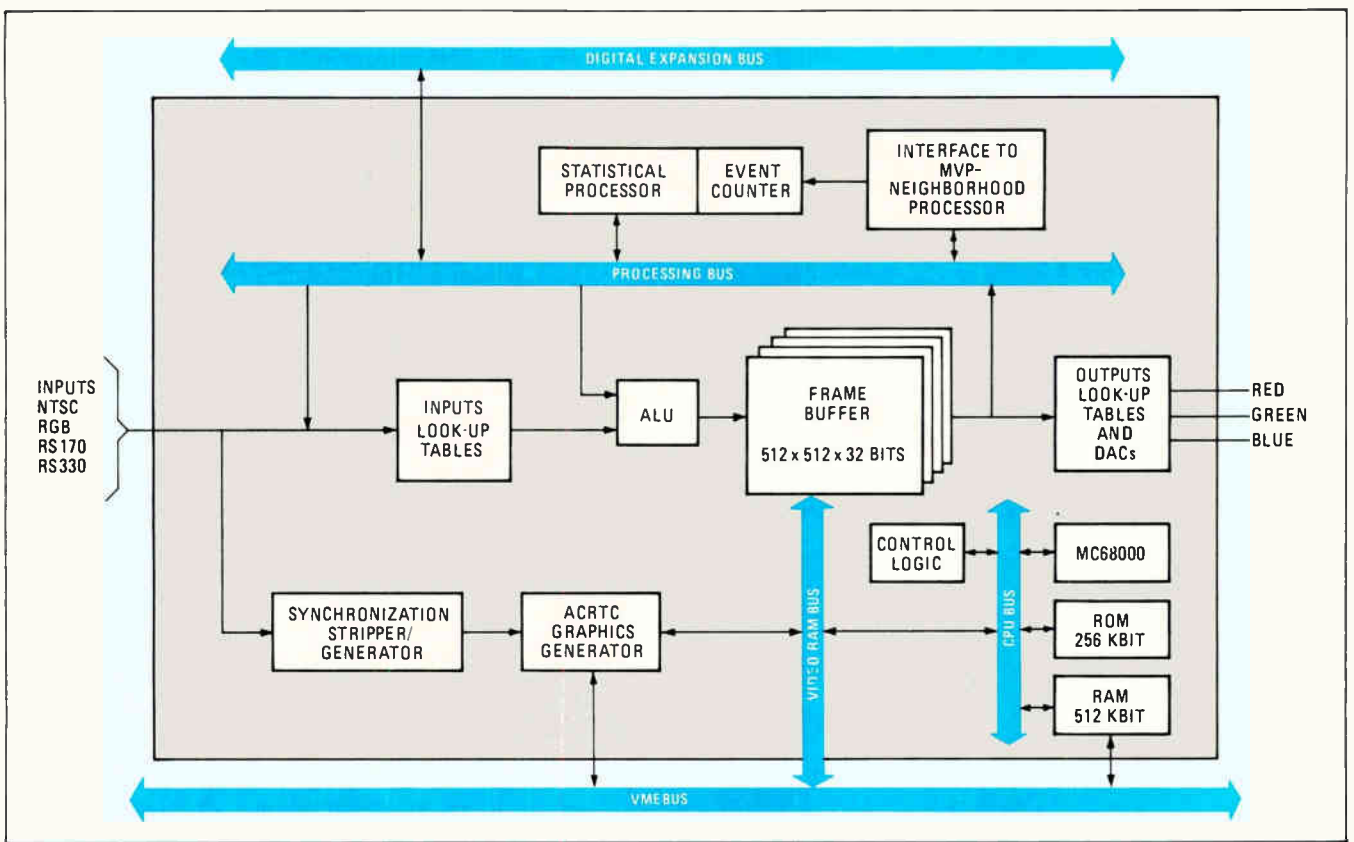 DIGITAL EXPANSION BUS
STATISTICAL
PROCESSOR
EVENT
COUNTER
INTERFACE TO
MVP-
NEIGHBORHOOD
PROCESSOR
PROCESSING BUS
INPUTS
NTSC
RGB
RS170
RS330
INPUTS
LOOK-UP
TABLES
ALU
FRAME
BUFFER
512 x 512 x 32 BITS
OUTPUTS
LOOK-UP
TABLES
AND
DACs
RED
GREEN
BLUE
SYNCHRONIZATION
STRIPPER/
GENERATOR
ACRTC
GRAPHICS
GENERATOR
VIDEO RAM BUS
CONTROL
LOGIC
CPU BUS
MC68000
ROM
256 KBIT
RAM
512 KBIT
VMEBUS